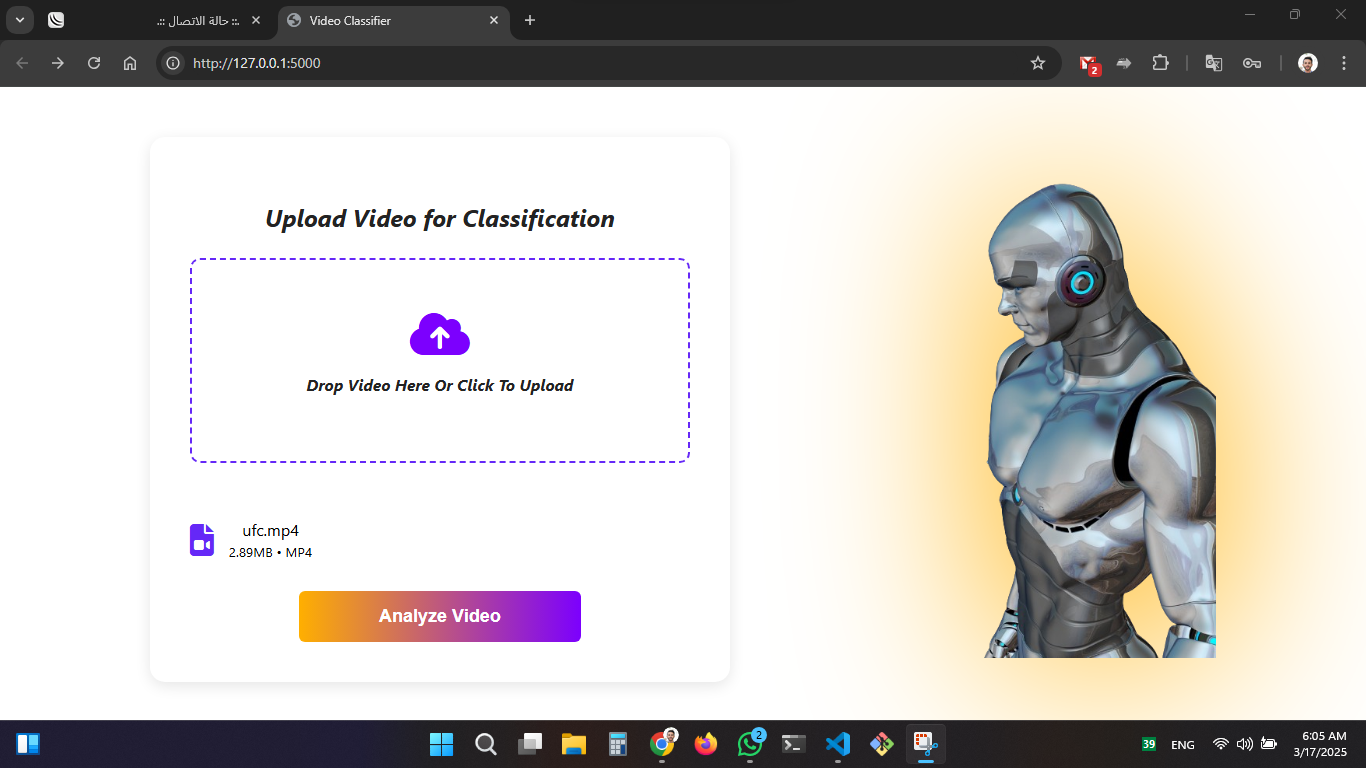 .:: حالة الاتصال ::.
Video Classifier
http://127.0.0.1:5000
2
Upload Video for Classification
Drop Video Here Or Click To Upload
ufc.mp4
2.89MB • MP4
Analyze Video
2
39
ENG
6:05 AM
3/17/2025